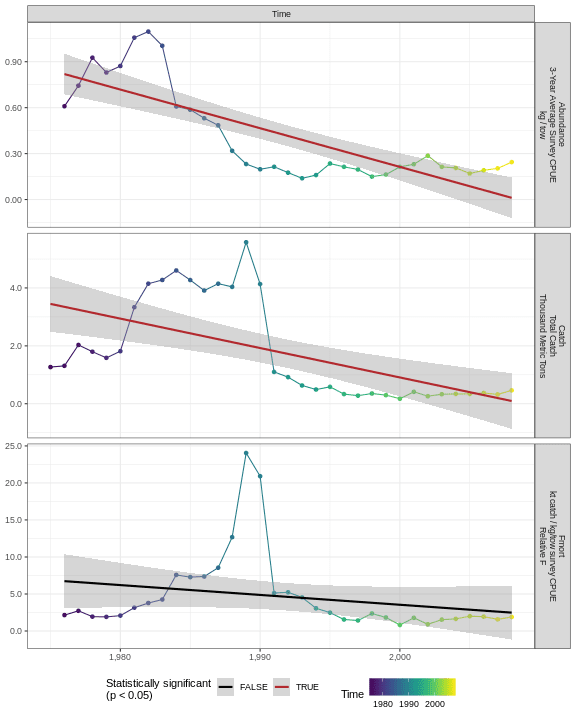 Time
0.90
0.60
0.30
0.00
Abundance
3-Year Average Survey CPUE
kg / tow
4.0
2.0
0.0
Catch
Total Catch
Thousand Metric Tons
25.0
20.0
15.0
10.0
5.0
0.0
Fmort
kt catch / kg/tow survey CPUE
Relative F
1,980
1,990
2,000
Statistically significant
(p < 0.05)
FALSE
TRUE
Time
1980 1990 2000